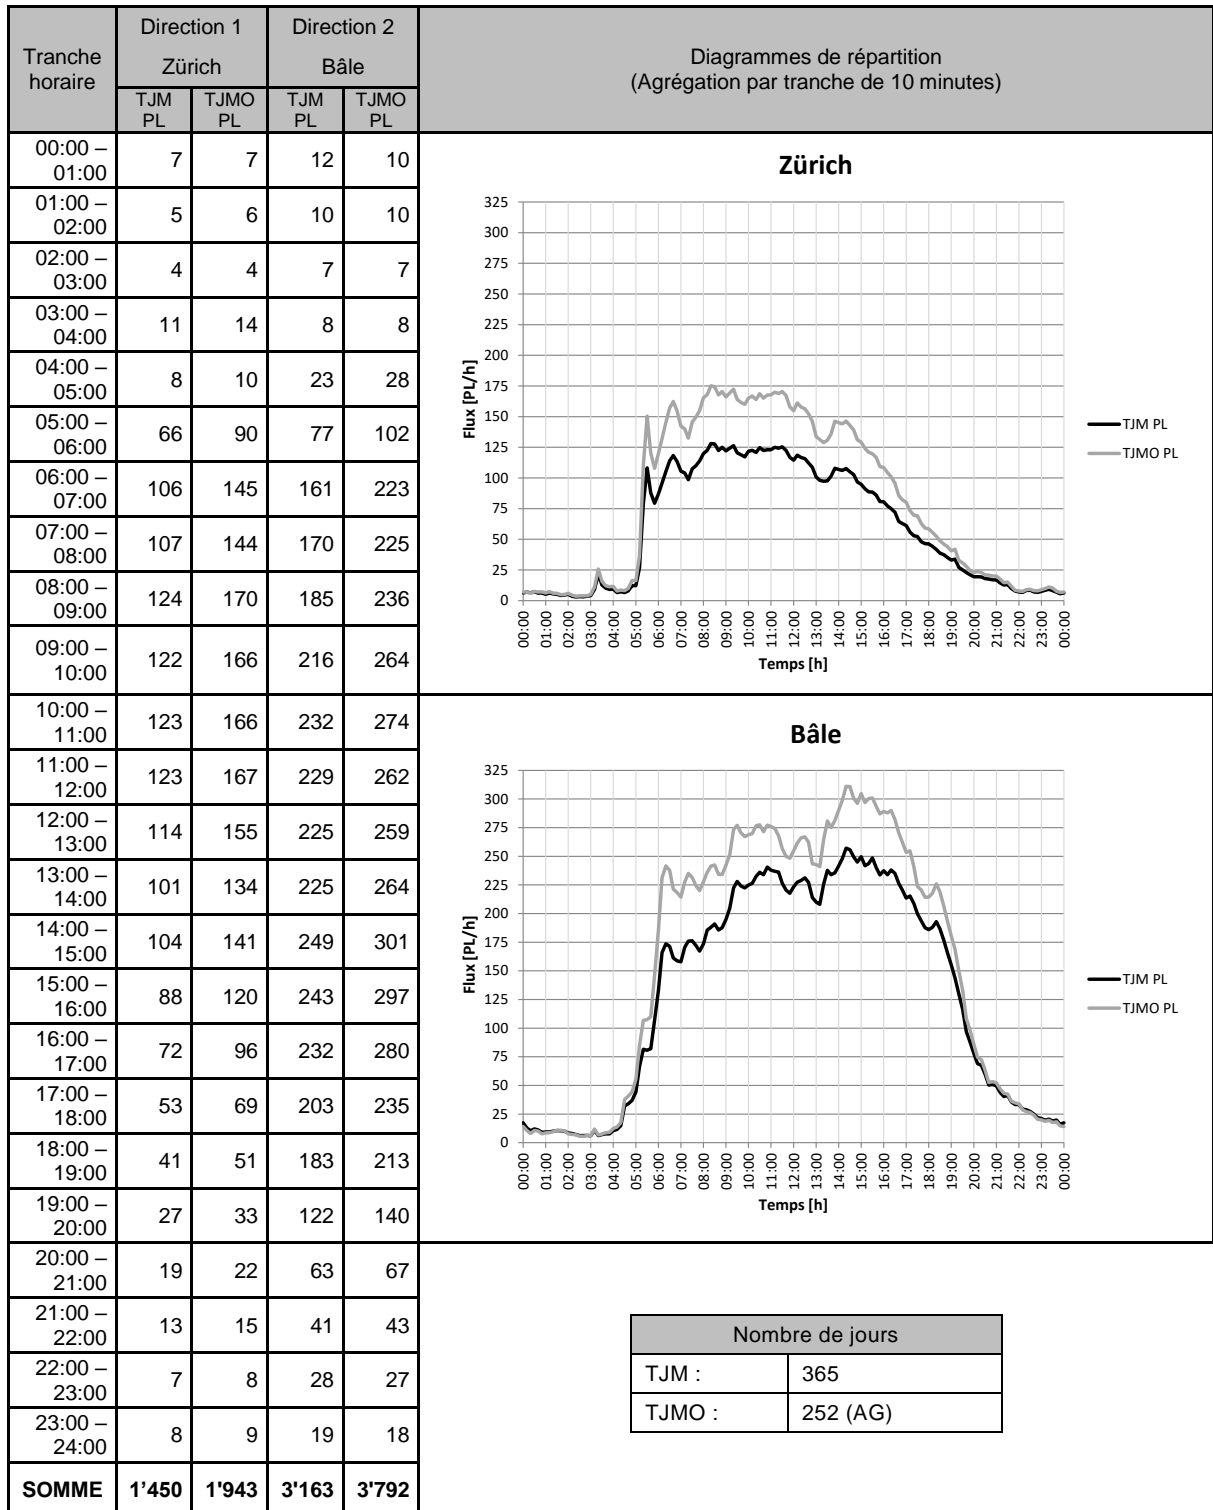 Tranche horaire | Direction 1 Zürich | Direction 2 Bâle | Diagrammes de répartition
(Agrégation par tranche de 10 minutes)
TJM PL | TJMO PL | TJM PL | TJMO PL
00:00 – 01:00 | 7 | 7 | 12 | 10
01:00 – 02:00 | 5 | 6 | 10 | 10
02:00 – 03:00 | 4 | 4 | 7 | 7
03:00 – 04:00 | 11 | 14 | 8 | 8
04:00 – 05:00 | 8 | 10 | 23 | 28
05:00 – 06:00 | 66 | 90 | 77 | 102
06:00 – 07:00 | 106 | 145 | 161 | 223
07:00 – 08:00 | 107 | 144 | 170 | 225
08:00 – 09:00 | 124 | 170 | 185 | 236
09:00 – 10:00 | 122 | 166 | 216 | 264
10:00 – 11:00 | 123 | 166 | 232 | 274
11:00 – 12:00 | 123 | 167 | 229 | 262
12:00 – 13:00 | 114 | 155 | 225 | 259
13:00 – 14:00 | 101 | 134 | 225 | 264
14:00 – 15:00 | 104 | 141 | 249 | 301
15:00 – 16:00 | 88 | 120 | 243 | 297
16:00 – 17:00 | 72 | 96 | 232 | 280
17:00 – 18:00 | 53 | 69 | 203 | 235
18:00 – 19:00 | 41 | 51 | 183 | 213
19:00 – 20:00 | 27 | 33 | 122 | 140
20:00 – 21:00 | 19 | 22 | 63 | 67
21:00 – 22:00 | 13 | 15 | 41 | 43
22:00 – 23:00 | 7 | 8 | 28 | 27
23:00 – 24:00 | 8 | 9 | 19 | 18
SOMME | 1’450 | 1'943 | 3'163 | 3'792
Zürich
Flux [PL/h]
325
300
275
250
225
200
175
150
125
100
75
50
25
0
00:00 01:00 02:00 03:00 04:00 05:00 06:00 07:00 08:00 09:00 10:00 11:00 12:00 13:00 14:00 15:00 16:00 17:00 18:00 19:00 20:00 21:00 22:00 23:00 00:00
Temps [h]
TJM PL
TJMO PL
Bâle
Flux [PL/h]
325
300
275
250
225
200
175
150
125
100
75
50
25
0
00:00 01:00 02:00 03:00 04:00 05:00 06:00 07:00 08:00 09:00 10:00 11:00 12:00 13:00 14:00 15:00 16:00 17:00 18:00 19:00 20:00 21:00 22:00 23:00 00:00
Temps [h]
TJM PL
TJMO PL
Nombre de jours
TJM : | 365
TJMO : | 252 (AG)